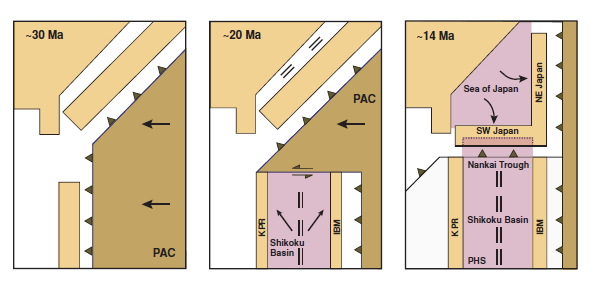 ~30 Ma
PAC
~20 Ma
PAC
KPR
IBM
Shikoku
Basin
~14 Ma
Sea of Japan
NE Japan
SW Japan
Nankai Trough
KPR
Shikoku Basin
IBM
PHS